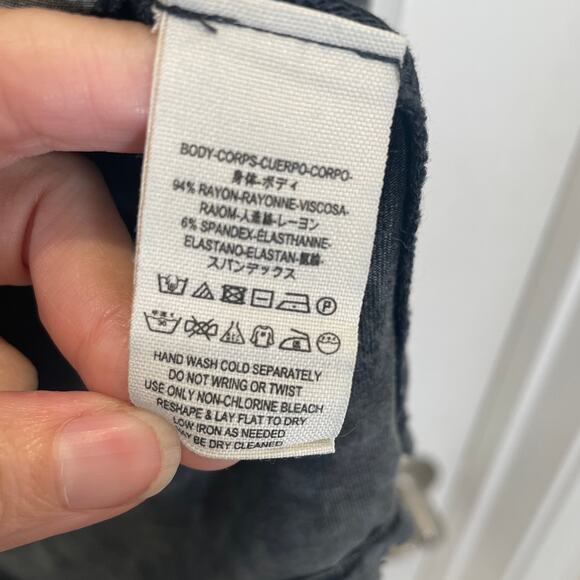 BODY-CORPS-CUERPO-CORPO-
身体-ボディ
94% RAYON-RAYONNE-VISCOSA-
RAIOM-人造絲-レーヨン
6% SPANDEX-ÉLASTHANNE-
ELASTANO-ELASTAN-氨綸-
スパンデックス
P
30
HAND WASH COLD SEPARATELY
DO NOT WRING OR TWIST
USE ONLY NON-CHLORINE BLEACH
RESHAPE & LAY FLAT TO DRY
LOW IRON AS NEEDED
MAY BE DRY CLEANED